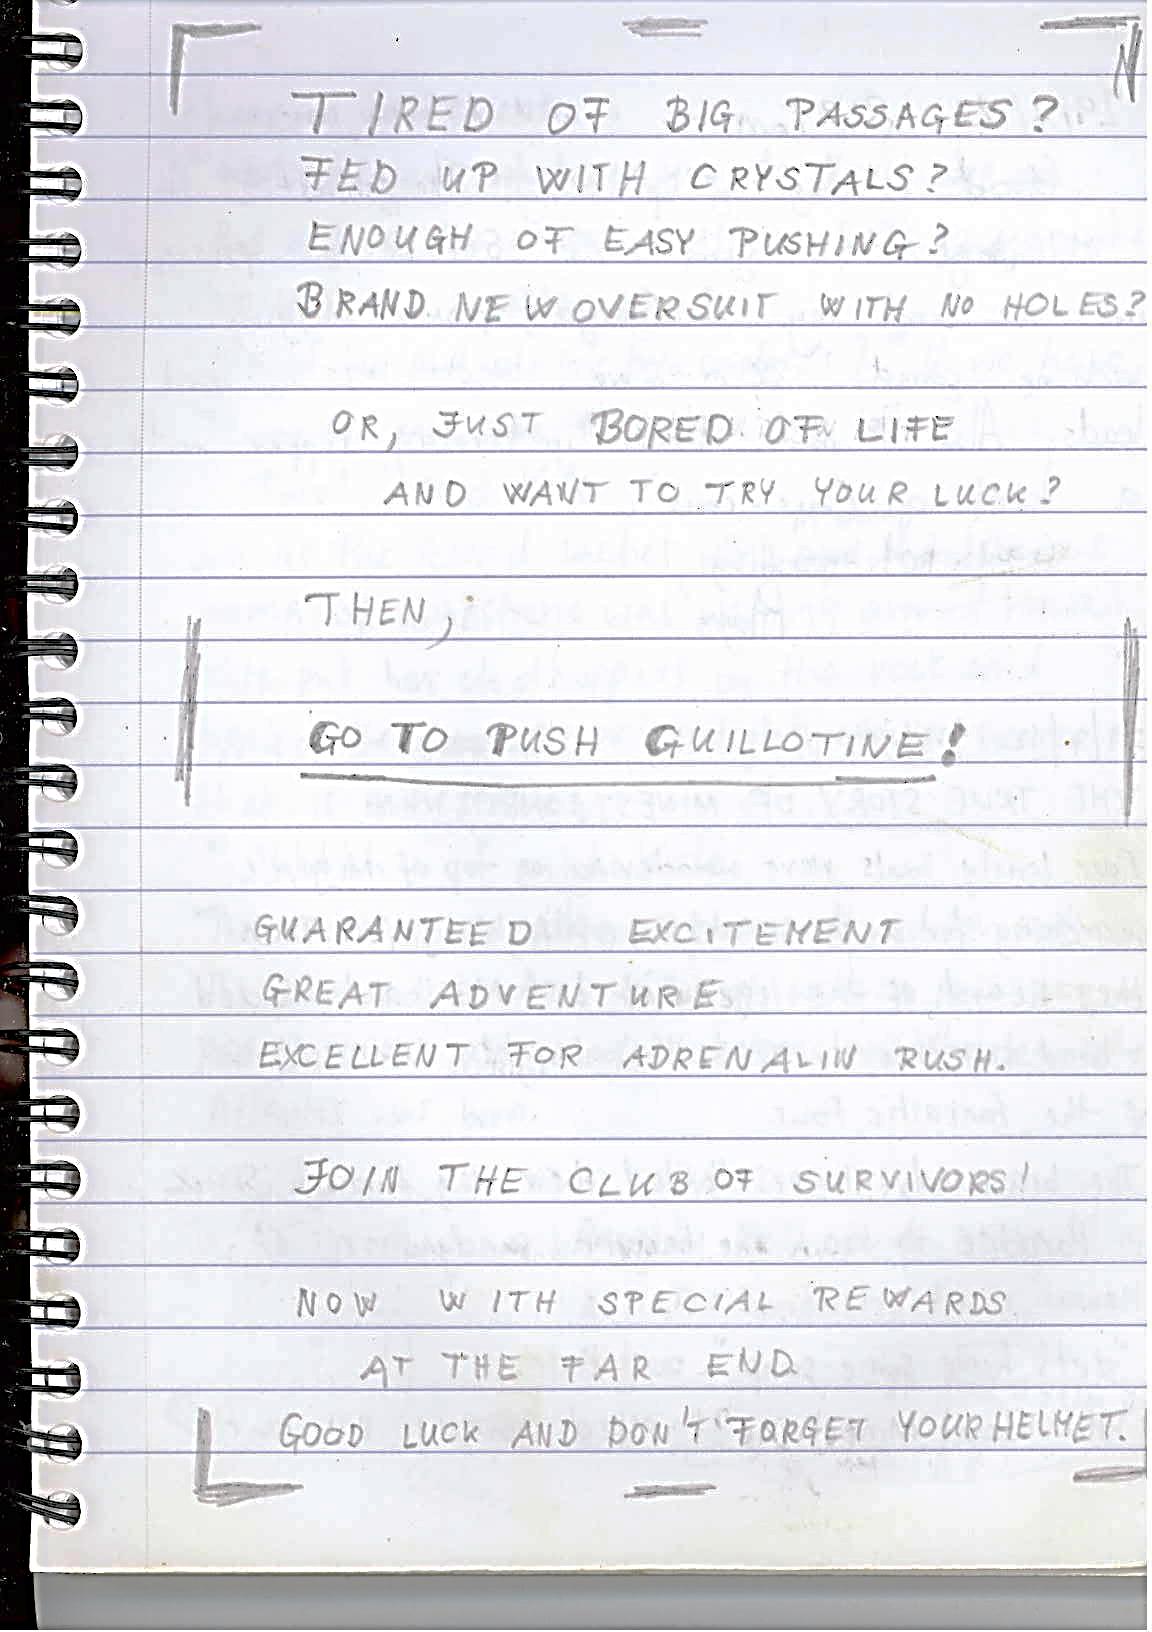 TIRED OF BIG PASSAGES?
FED UP WITH CRYSTALS?
ENOUGH OF EASY PUSHING?
BRAND NEW OVERSUIT WITH NO HOLES?
OR, JUST BORED OF LIFE
AND WANT TO TRY YOUR LUCK?
THEN,
GO TO PUSH GUILLOTINE!
GUARANTEED EXCITEMENT
GREAT ADVENTURE
EXCELLENT FOR ADRENALIN RUSH.
JOIN THE CLUB OF SURVIVORS!
NOW WITH SPECIAL REWARDS
AT THE FAR END
GOOD LUCK AND DON'T FORGET YOUR HELMET.